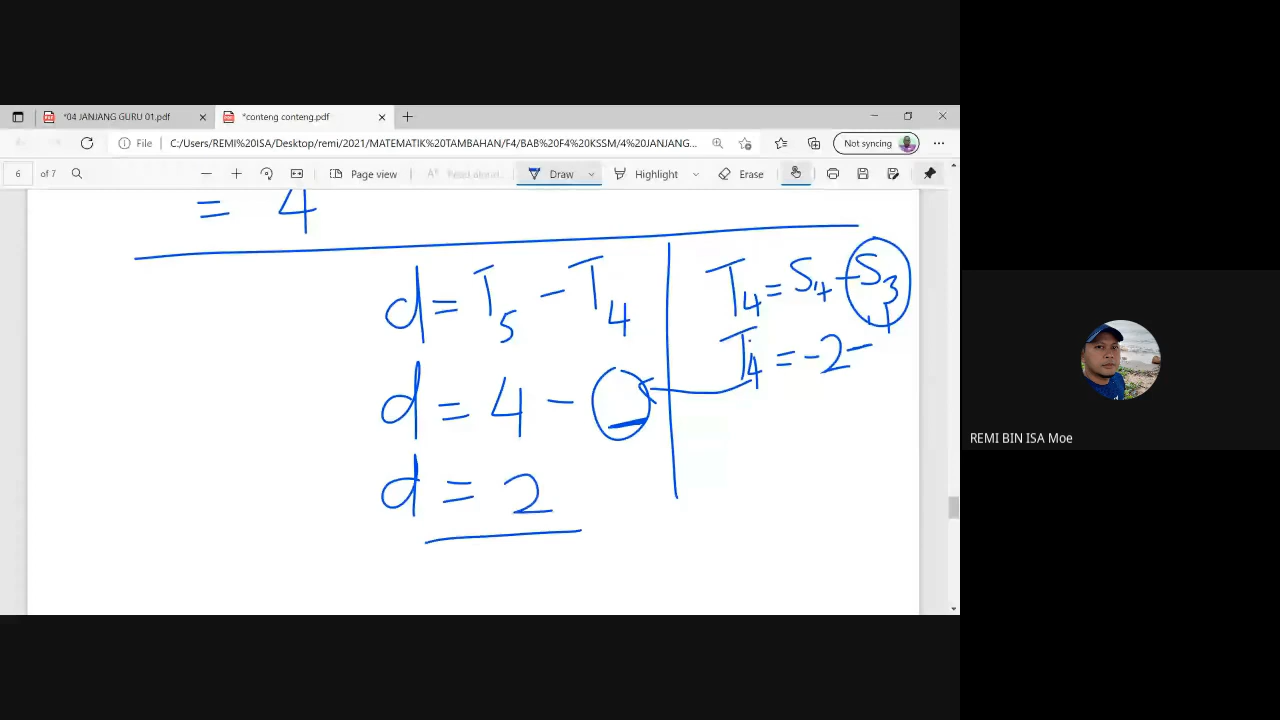 *04 JANJANG GURU 01.pdf
*conteng conteng.pdf
File
C:/Users/REMI%20ISA/Desktop/remi/2021/MATEMATIK%20TAMBAHAN/F4/BAB%20F4%20KSSM/4%20JANJANG...
Not syncing
6 of 7
Page view
Read aloud
Draw
Highlight
Erase
= 4
d = T5 - T4
d = 4 -
d = 2
T4 = S4 - S3
T4 = -2 -
REMI BIN ISA Moe